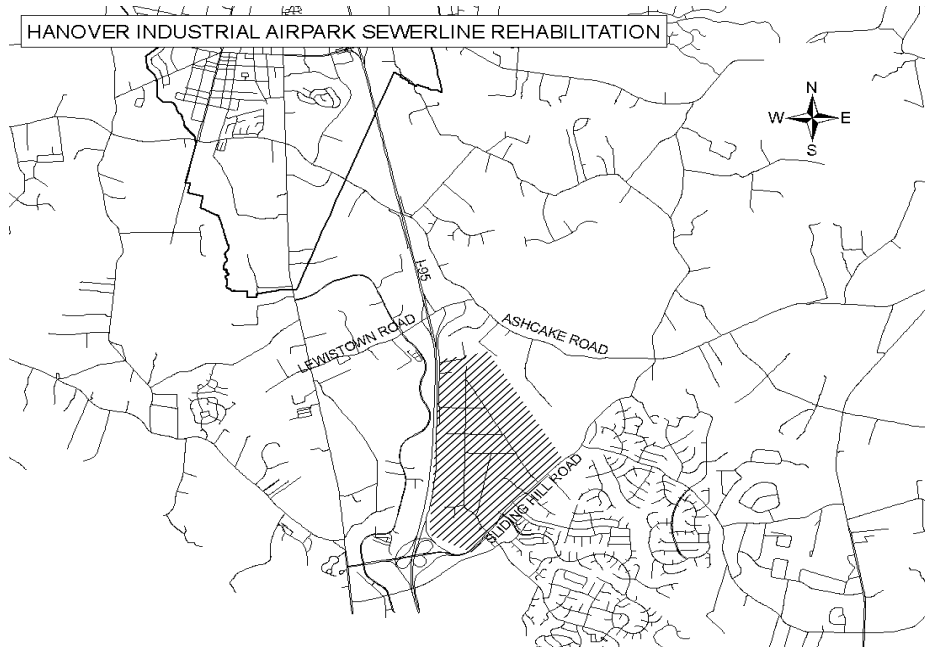 HANOVER INDUSTRIAL AIRPARK SEWERLINE REHABILITATION
N
W E
S
I-95
LEWISTOWN ROAD
ASHCAKE ROAD
SLIDING HILL ROAD